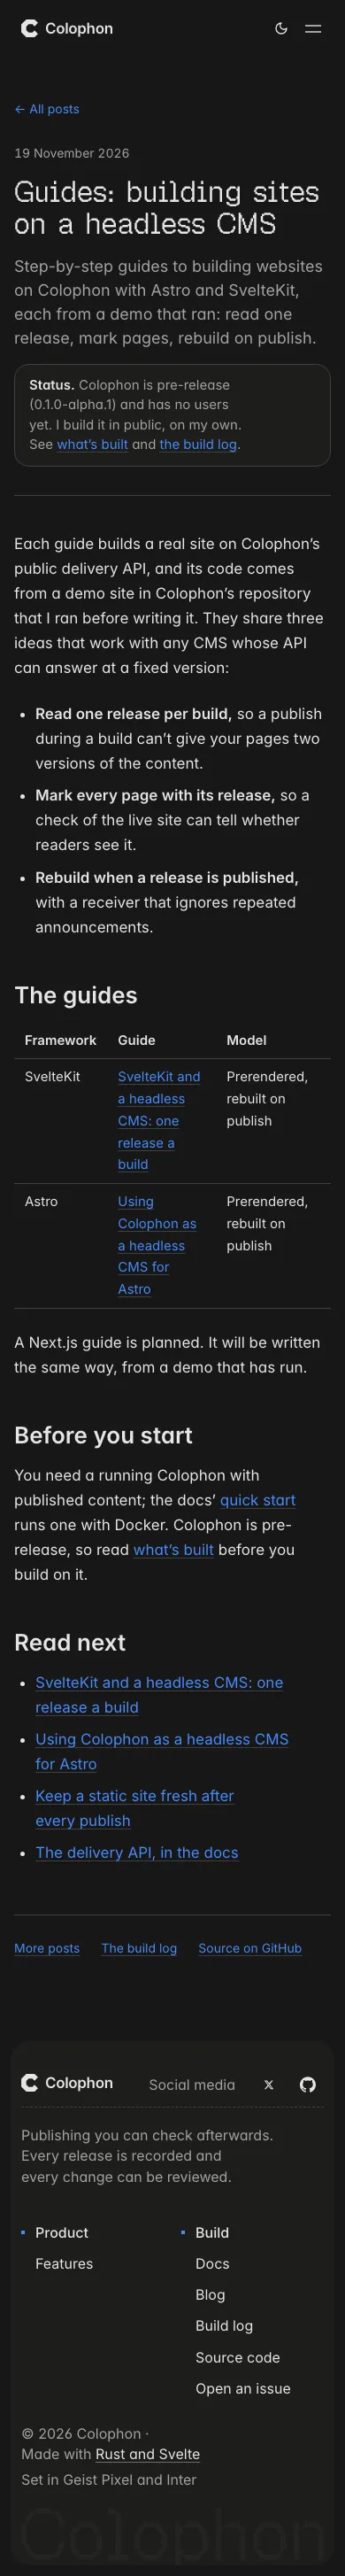 Colophon
← All posts
19 November 2026
Guides: building sites
on a headless CMS
Step-by-step guides to building websites
on Colophon with Astro and SvelteKit,
each from a demo that ran: read one
release, mark pages, rebuild on publish.
Status. Colophon is pre-release
(0.1.0-alpha.1) and has no users
yet. I build it in public, on my own.
See what's built and the build log.
Each guide builds a real site on Colophon's
public delivery API, and its code comes
from a demo site in Colophon's repository
that I ran before writing it. They share three
ideas that work with any CMS whose API
can answer at a fixed version:
• Read one release per build, so a publish
during a build can't give your pages two
versions of the content.
• Mark every page with its release, so a
check of the live site can tell whether
readers see it.
• Rebuild when a release is published,
with a receiver that ignores repeated
announcements.
The guides
Framework Guide Model
SvelteKit SvelteKit and Prerendered,
a headless rebuilt on
CMS: one publish
release a
build
Astro Using Prerendered,
Colophon as rebuilt on
a headless publish
CMS for
Astro
A Next.js guide is planned. It will be written
the same way, from a demo that has run.
Before you start
You need a running Colophon with
published content; the docs' quick start
runs one with Docker. Colophon is pre-
release, so read what's built before you
build on it.
Read next
• SvelteKit and a headless CMS: one
release a build
• Using Colophon as a headless CMS
for Astro
• Keep a static site fresh after
every publish
• The delivery API, in the docs
More posts The build log Source on GitHub
Colophon Social media
Publishing you can check afterwards.
Every release is recorded and
every change can be reviewed.
Product Build
Features Docs
Blog
Build log
Source code
Open an issue
© 2026 Colophon ·
Made with Rust and Svelte
Set in Geist Pixel and Inter
Colophon